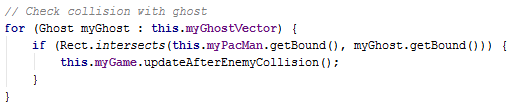 // Check collision with ghost
for (Ghost myGhost : this.myGhostVector) {
    if (Rect.intersects(this.myPacMan.getBound(), myGhost.getBound())) {
        this.myGame.updateAfterEnemyCollision();
    }
}